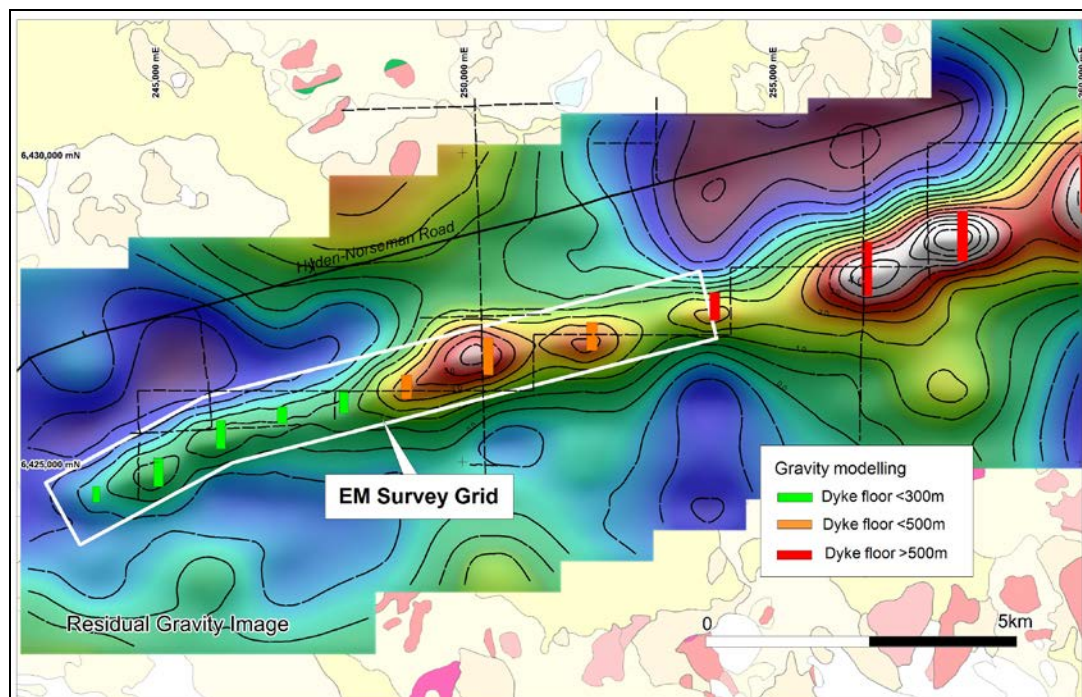 245,000 mE
250,000 mE
255,000 mE
6,430,000 mN
Hyden-Norseman Road
6,425,000 mN
EM Survey Grid
Gravity modelling
Dyke floor <300m
Dyke floor <500m
Dyke floor >500m
Residual Gravity Image
0
5km